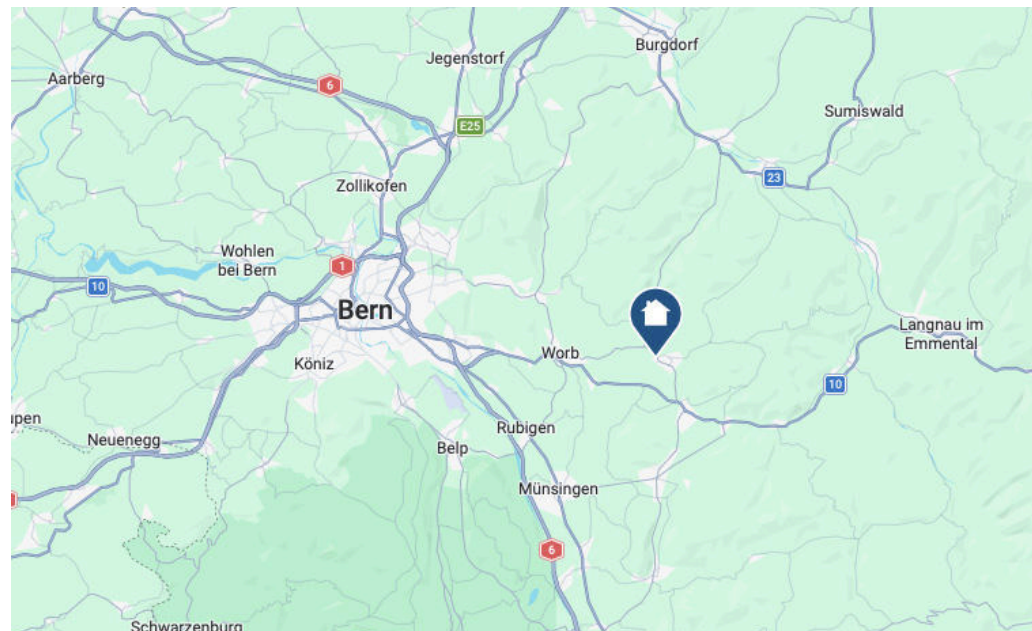 Burgdorf
Jegenstorf
Aarberg
6
Sumiswald
E25
23
Zollikofen
Wohlen
bei Bern
1
10
Bern
Langnau im
Emmental
Worb
Köniz
10
upen
Neuenegg
Rubigen
Belp
Münsingen
6
Schwarzenburg